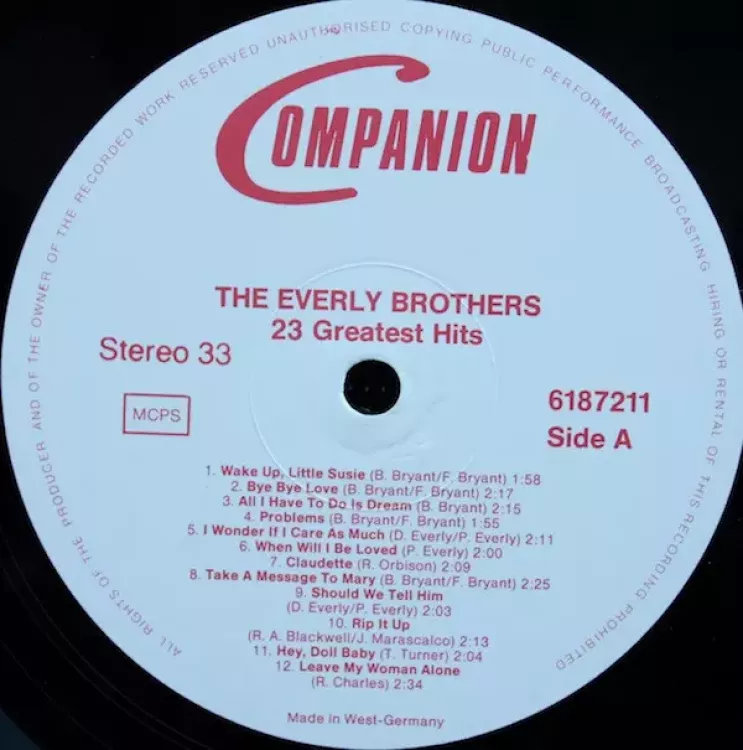 ALL RIGHTS OF THE PRODUCER AND OF THE OWNER OF THE RECORDED WORK RESERVED UNAUTHORISED COPYING PUBLIC PERFORMANCE BROADCASTING HIRING OR RENTAL OF THIS RECORDING PROHIBITED
COMPANION
THE EVERLY BROTHERS
23 Greatest Hits
Stereo 33
MCPS
6187211
Side A
1. Wake Up, Little Susie (B. Bryant/F. Bryant) 1:58
2. Bye Bye Love (B. Bryant/F. Bryant) 2:17
3. All I Have To Do Is Dream (B. Bryant) 2:15
4. Problems (B. Bryant/F. Bryant) 1:55
5. I Wonder If I Care As Much (D. Everly/P. Everly) 2:11
6. When Will I Be Loved (P. Everly) 2:00
7. Claudette (R. Orbison) 2:09
8. Take A Message To Mary (B. Bryant/F. Bryant) 2:25
9. Should We Tell Him
(D. Everly/P. Everly) 2:03
10. Rip It Up
(R. A. Blackwell/J. Marascalco) 2:13
11. Hey, Doll Baby (T. Turner) 2:04
12. Leave My Woman Alone
(R. Charles) 2:34
Made in West-Germany